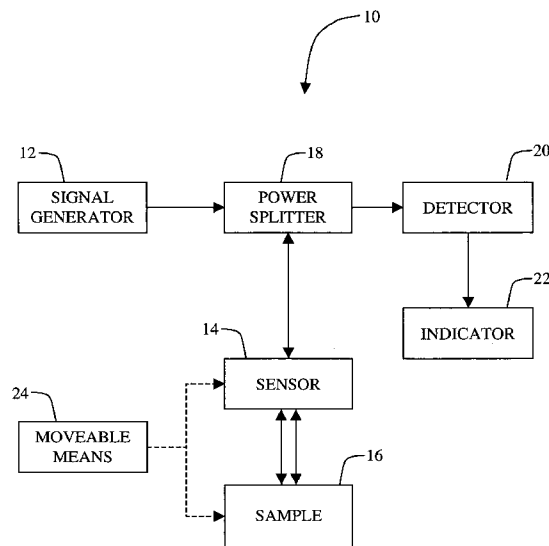 10
12
18
20
SIGNAL
GENERATOR
POWER
SPLITTER
DETECTOR
22
INDICATOR
14
SENSOR
24
MOVEABLE
MEANS
16
SAMPLE